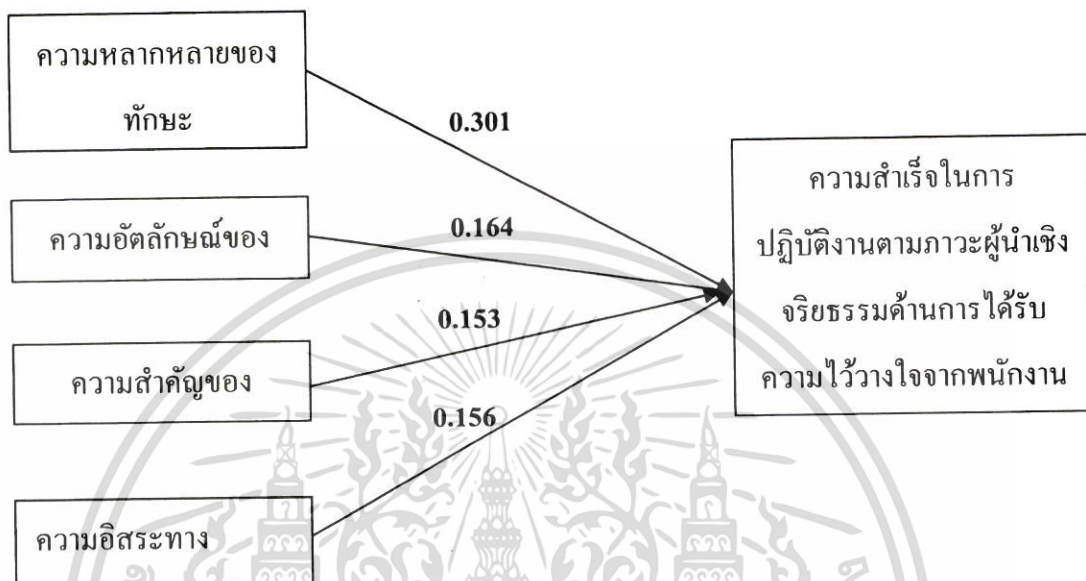 ความหลากหลายของ
ทักษะ
0.301
ความอัตลักษณ์ของ
0.164
ความสำคัญของ
0.153
ความอิสระทาง
0.156
ความสำเร็จในการ
ปฏิบัติงานตามภาวะผู้นำเชิง
จริยธรรมด้านการได้รับ
ความไว้วางใจจากพนักงาน